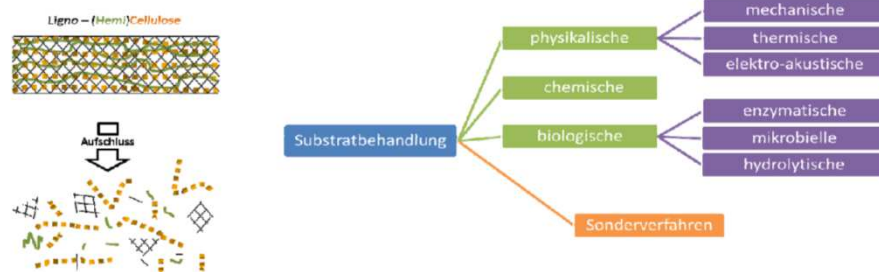 Ligno – (Hemi)Cellulose
Aufschluss
Substratbehandlung
physikalische
chemische
biologische
Sonderverfahren
mechanische
thermische
elektro-akustische
enzymatische
mikrobielle
hydrolytische